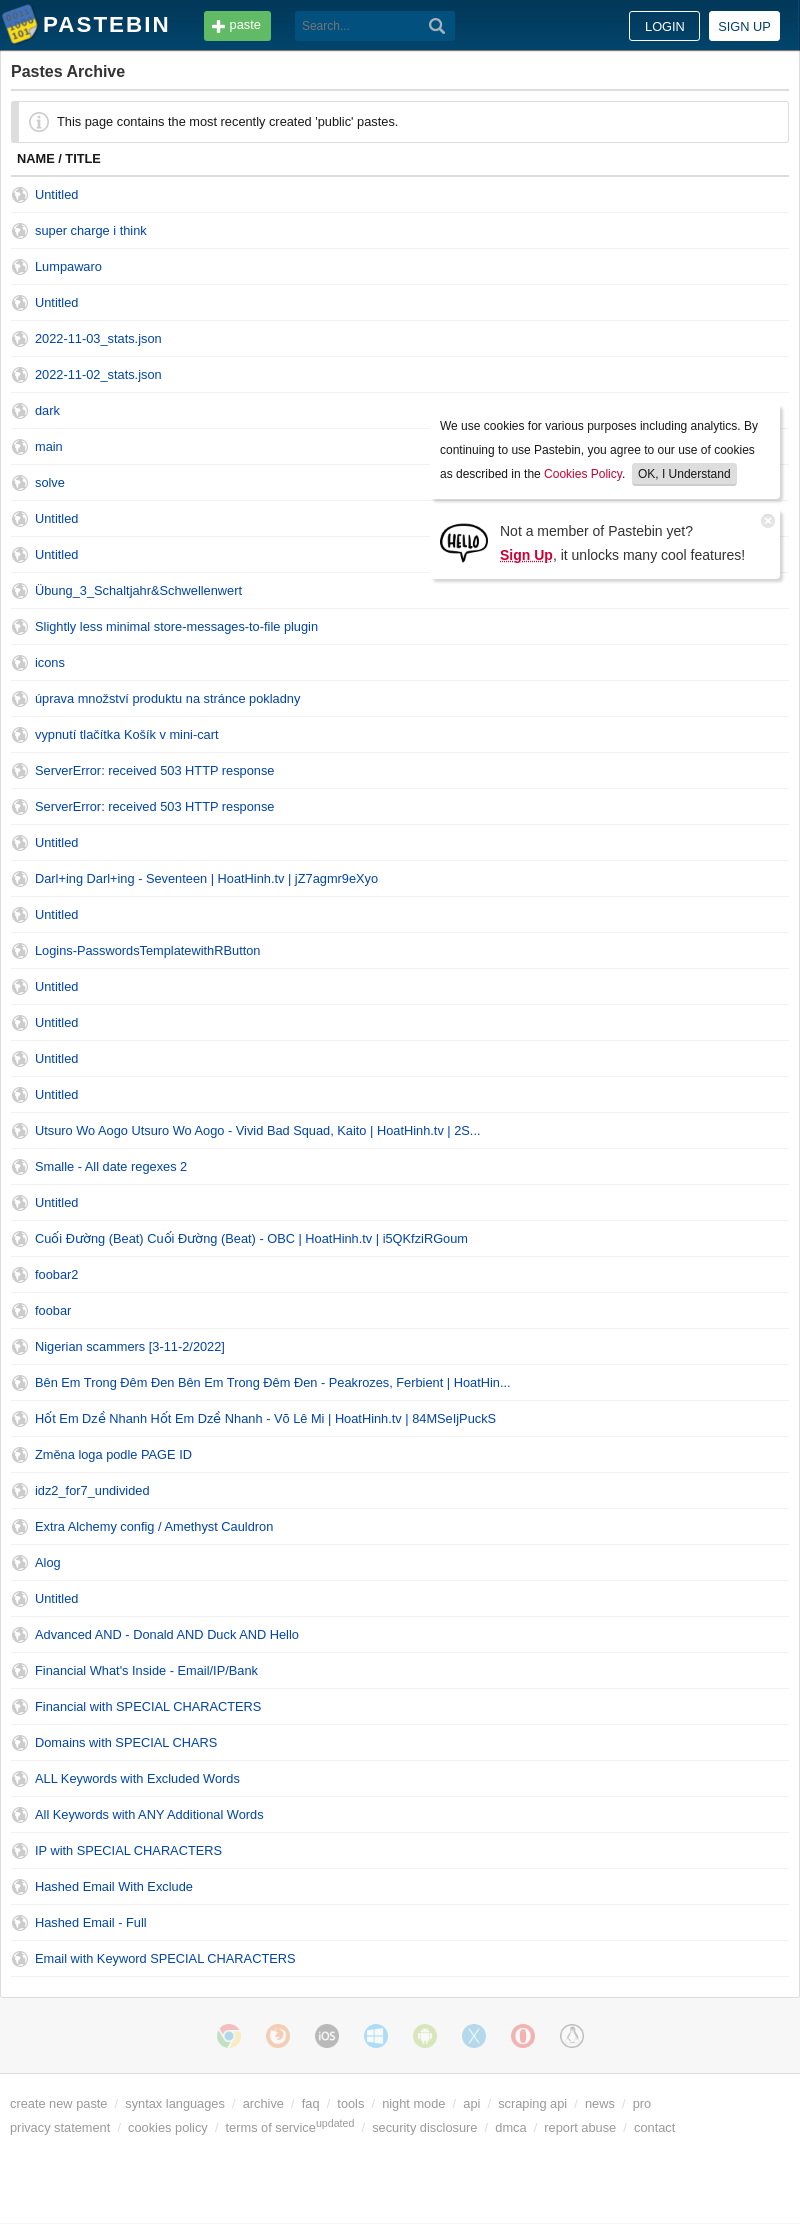 PASTEBIN
paste
Search...
LOGIN
SIGN UP
Pastes Archive
This page contains the most recently created 'public' pastes.
NAME / TITLE
Untitled
super charge i think
Lumpawaro
Untitled
2022-11-03_stats.json
2022-11-02_stats.json
dark
main
solve
Untitled
Untitled
We use cookies for various purposes including analytics. By
continuing to use Pastebin, you agree to our use of cookies
as described in the Cookies Policy. OK, I Understand
HELLO
Not a member of Pastebin yet?
Sign Up, it unlocks many cool features!
Übung_3_Schaltjahr&Schwellenwert
Slightly less minimal store-messages-to-file plugin
icons
úprava množství produktu na stránce pokladny
vypnutí tlačítka Košík v mini-cart
ServerError: received 503 HTTP response
ServerError: received 503 HTTP response
Untitled
Darl+ing Darl+ing - Seventeen | HoatHinh.tv | jZ7agmr9eXyo
Untitled
Logins-PasswordsTemplatewithRButton
Untitled
Untitled
Untitled
Untitled
Utsuro Wo Aogo Utsuro Wo Aogo - Vivid Bad Squad, Kaito | HoatHinh.tv | 2S...
Smalle - All date regexes 2
Untitled
Cuối Đường (Beat) Cuối Đường (Beat) - OBC | HoatHinh.tv | i5QKfziRGoum
foobar2
foobar
Nigerian scammers [3-11-2/2022]
Bên Em Trong Đêm Đen Bên Em Trong Đêm Đen - Peakrozes, Ferbient | HoatHin...
Hốt Em Dzề Nhanh Hốt Em Dzề Nhanh - Võ Lê Mi | HoatHinh.tv | 84MSeIjPuckS
Změna loga podle PAGE ID
idz2_for7_undivided
Extra Alchemy config / Amethyst Cauldron
Alog
Untitled
Advanced AND - Donald AND Duck AND Hello
Financial What's Inside - Email/IP/Bank
Financial with SPECIAL CHARACTERS
Domains with SPECIAL CHARS
ALL Keywords with Excluded Words
All Keywords with ANY Additional Words
IP with SPECIAL CHARACTERS
Hashed Email With Exclude
Hashed Email - Full
Email with Keyword SPECIAL CHARACTERS
iOS
create new paste / syntax languages / archive / faq / tools / night mode / api / scraping api / news / pro
privacy statement / cookies policy / terms of service updated / security disclosure / dmca / report abuse / contact